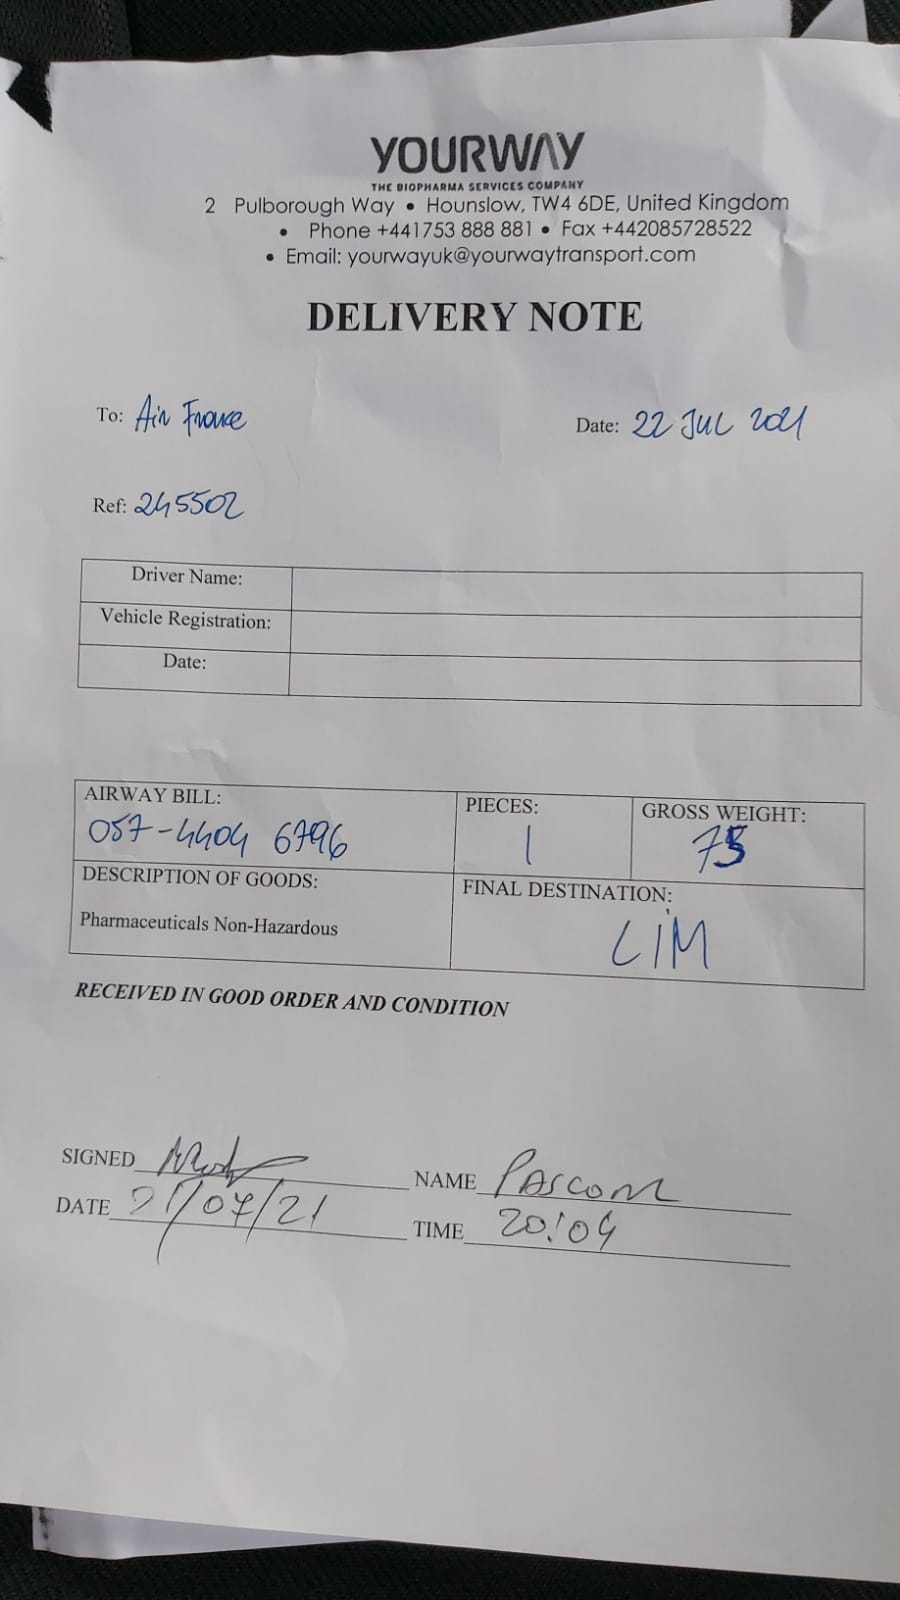 YOURWAY
THE BIOPHARMA SERVICES COMPANY
2 Pulborough Way • Hounslow, TW4 6DE, United Kingdom
• Phone +441753 888 881 • Fax +442085728522
• Email: yourwayuk@yourwaytransport.com
DELIVERY NOTE
To: Air France
Date: 22 JUL 2021
Ref: 245502
Driver Name:
Vehicle Registration:
Date:
AIRWAY BILL:
057-4404 6796
PIECES:
1
GROSS WEIGHT:
75
DESCRIPTION OF GOODS:
Pharmaceuticals Non-Hazardous
FINAL DESTINATION:
LIM
RECEIVED IN GOOD ORDER AND CONDITION
SIGNED
NAME
DATE 21/07/21
TIME 20:04